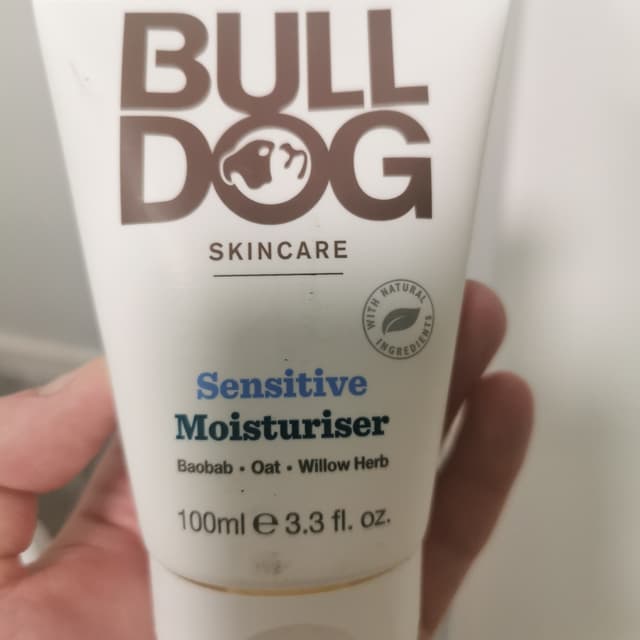 BULL
DOG
SKINCARE
WITH NATURAL
INGREDIENTS
Sensitive
Moisturiser
Baobab • Oat • Willow Herb
100ml ℮ 3.3 fl. oz.